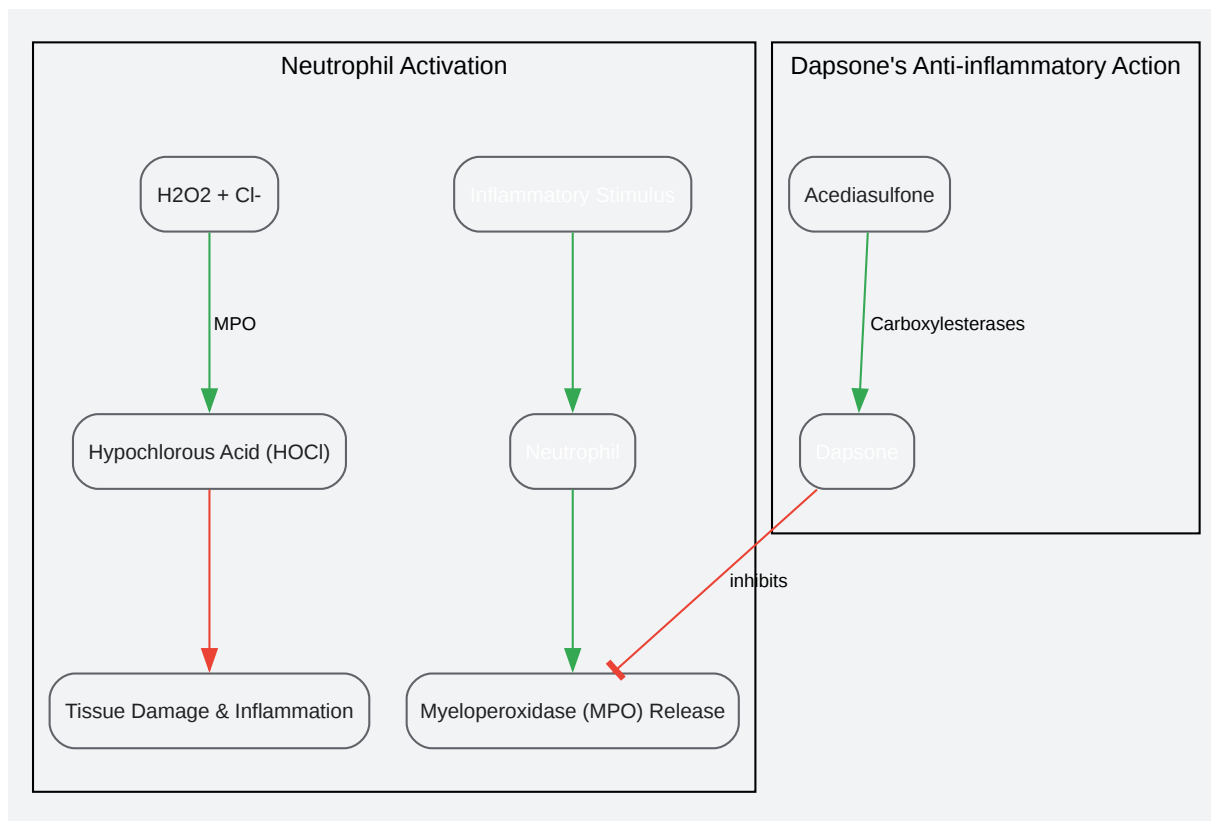 Neutrophil Activation
Dapsone's Anti-inflammatory Action
H2O2 + Cl-
Inflammatory Stimulus
Acediasulfone
MPO
Carboxylesterases
Hypochlorous Acid (HOCl)
Neutrophil
Dapsone
inhibits
Tissue Damage & Inflammation
Myeloperoxidase (MPO) Release